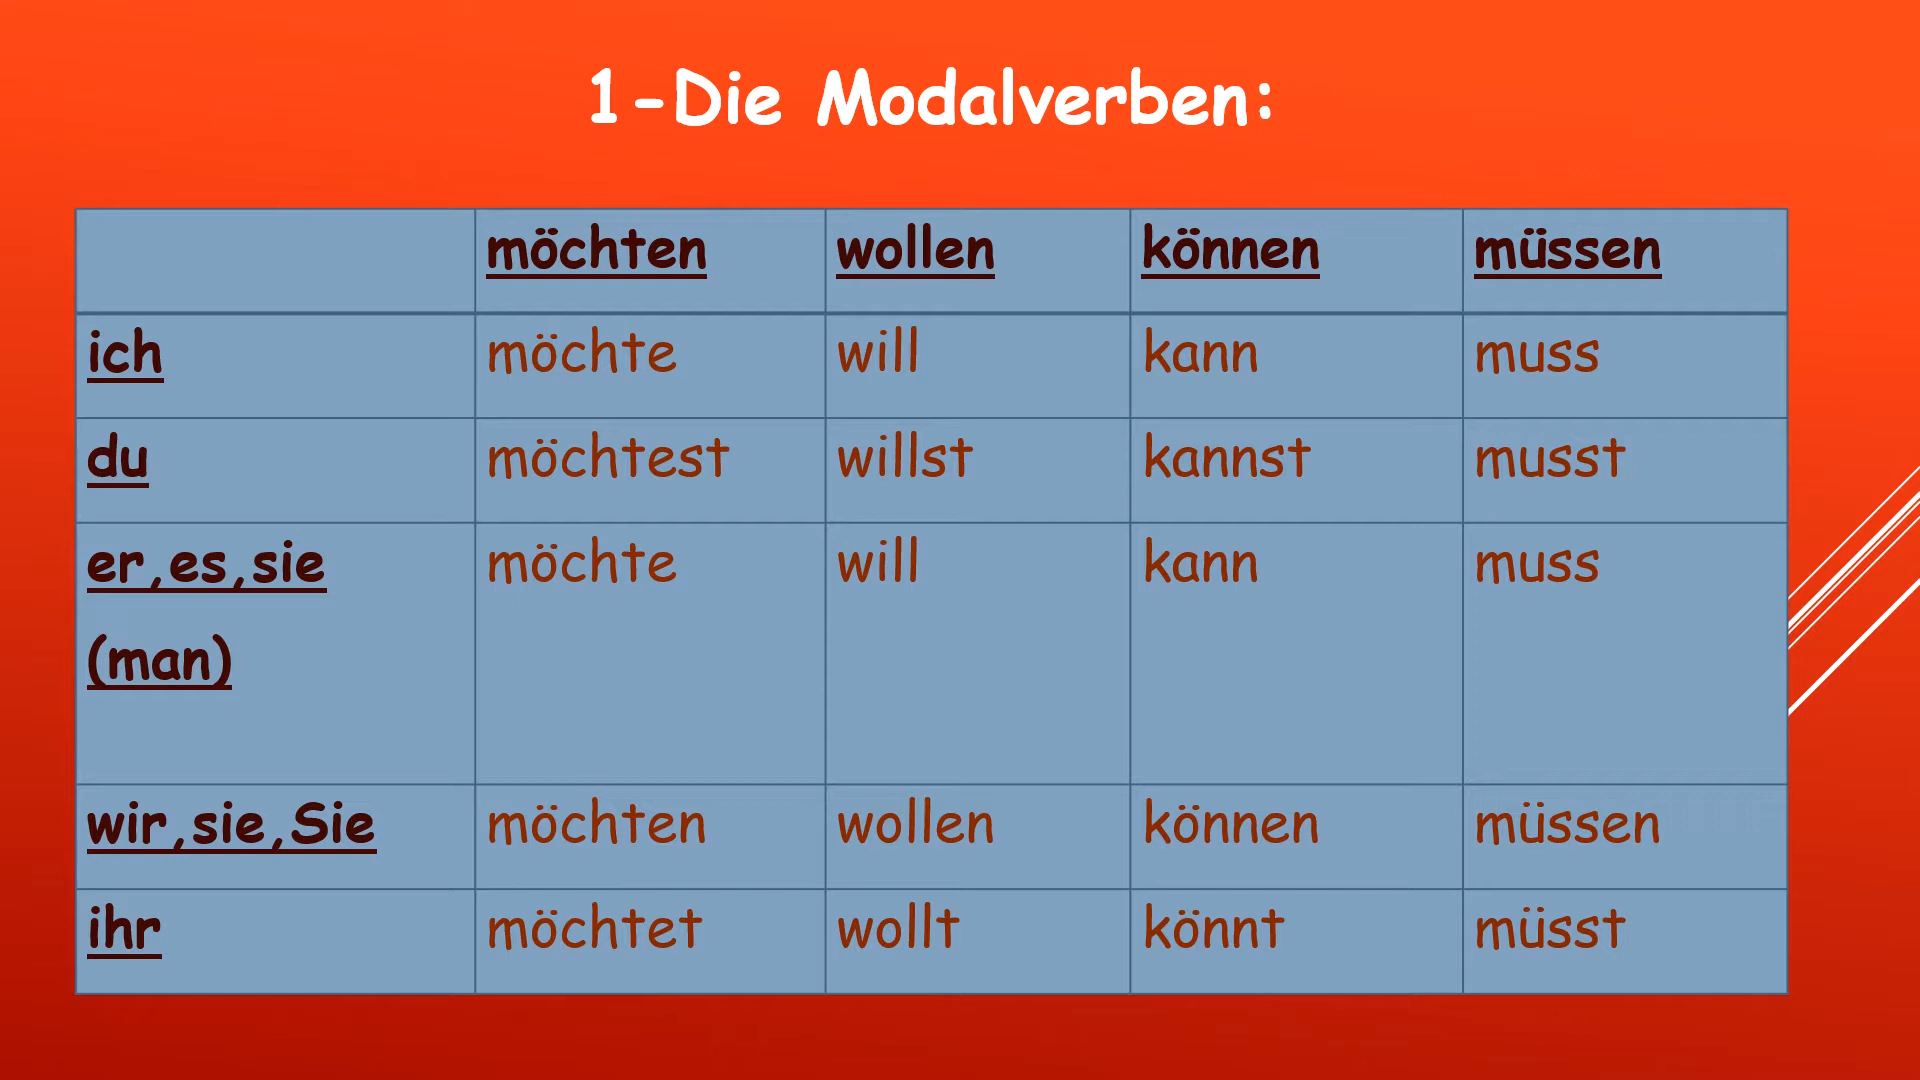 1-Die Modalverben:
möchten wollen können müssen
ich möchte will kann muss
du möchtest willst kannst musst
er,es,sie möchte will kann muss
(man)
wir,sie,Sie möchten wollen können müssen
ihr möchtet wollt könnt müsst